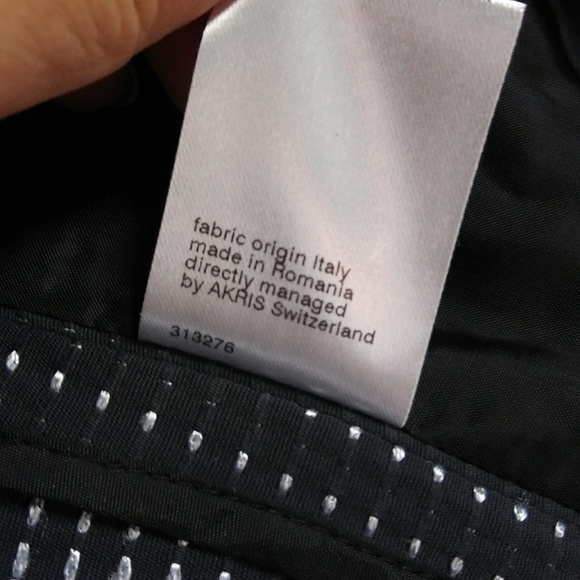 fabric origin Italy
made in Romania
directly managed
by AKRIS Switzerland
313276